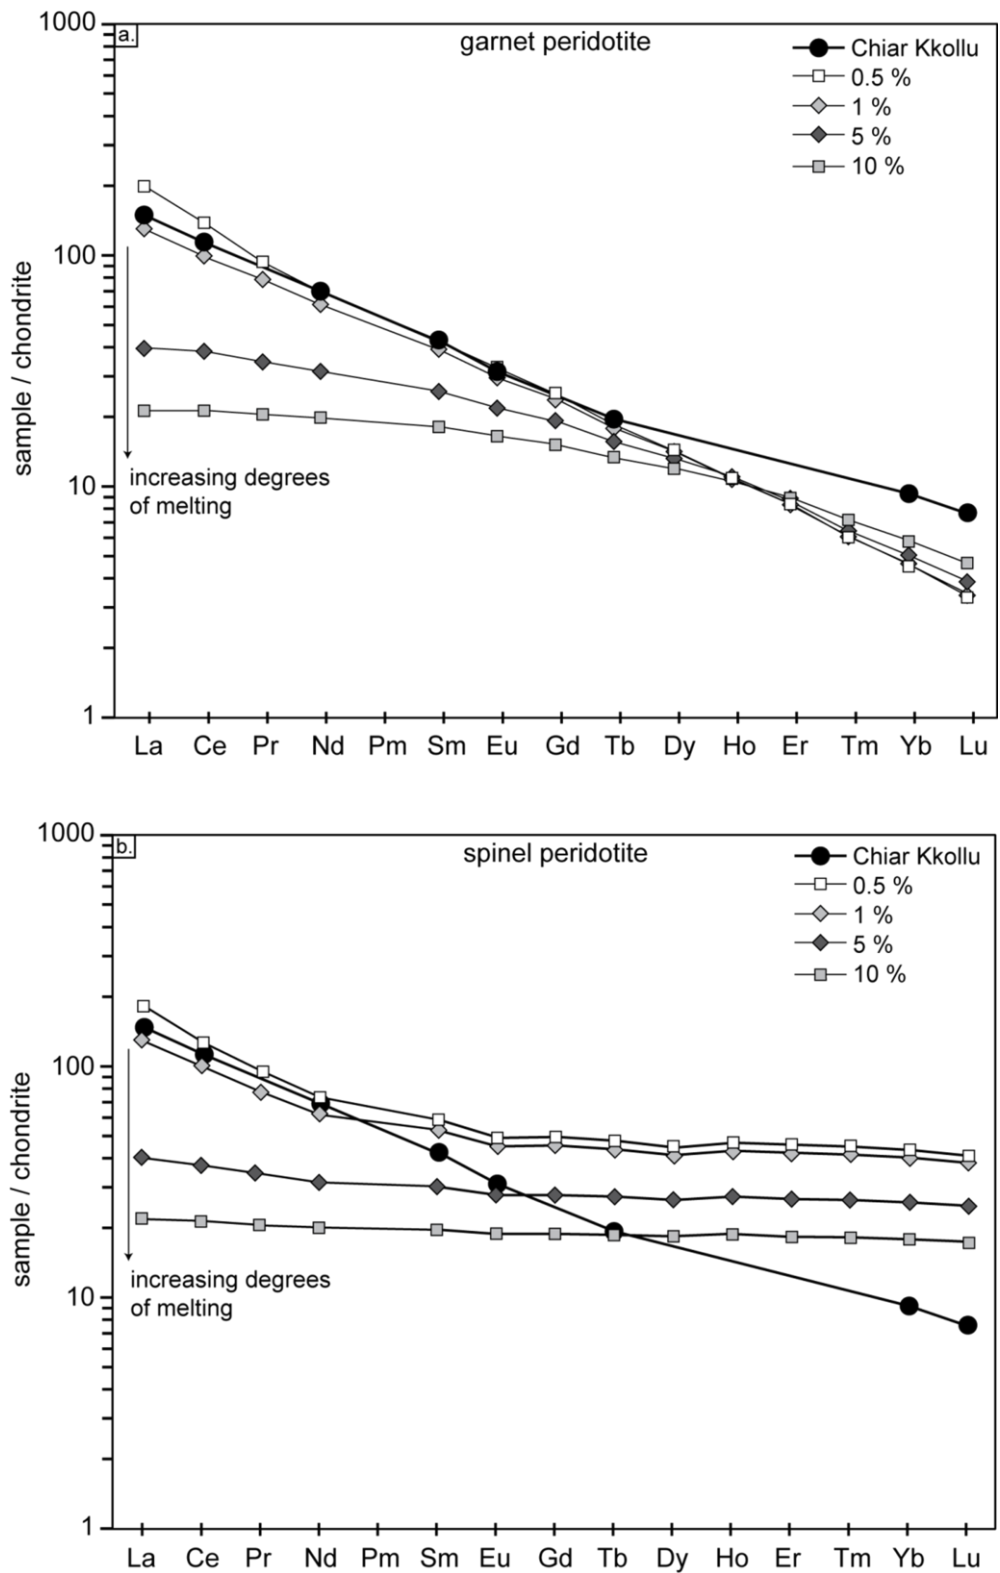 a.
garnet peridotite
1000
100
10
1
sample / chondrite
Chiar Kkollu
0.5 %
1 %
5 %
10 %
increasing degrees
of melting
La Ce Pr Nd Pm Sm Eu Gd Tb Dy Ho Er Tm Yb Lu
b.
spinel peridotite
1000
100
10
1
sample / chondrite
Chiar Kkollu
0.5 %
1 %
5 %
10 %
increasing degrees
of melting
La Ce Pr Nd Pm Sm Eu Gd Tb Dy Ho Er Tm Yb Lu